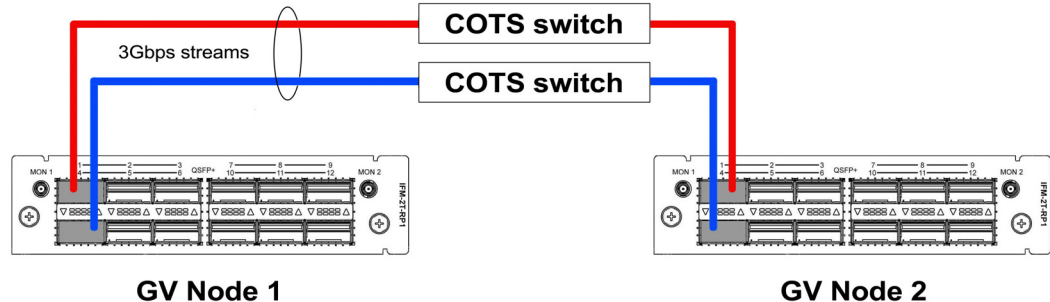 COTS switch
3Gbps streams
COTS switch
MON 1
1 2 3
4 5 6
QSFP+
7 8 9
10 11 12
MON 2
IFM-2T-RP1
MON 1
1 2 3
4 5 6
QSFP+
7 8 9
10 11 12
MON 2
IFM-2T-RP1
GV Node 1
GV Node 2